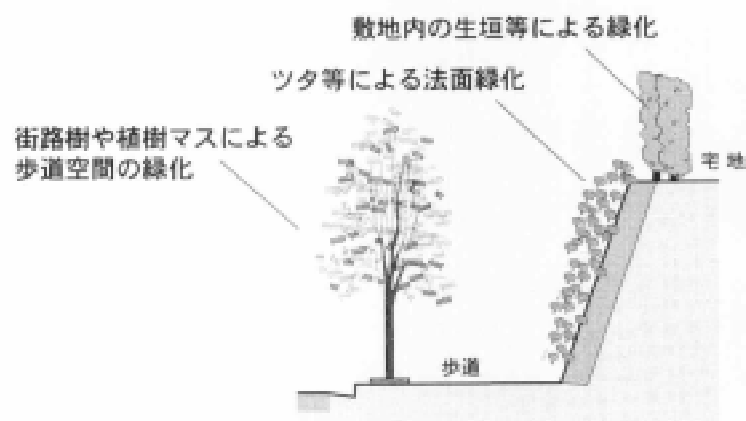 敷地内の生垣等による緑化
ツタ等による法面緑化
街路樹や植樹マスによる
歩道空間の緑化
宅地
歩道